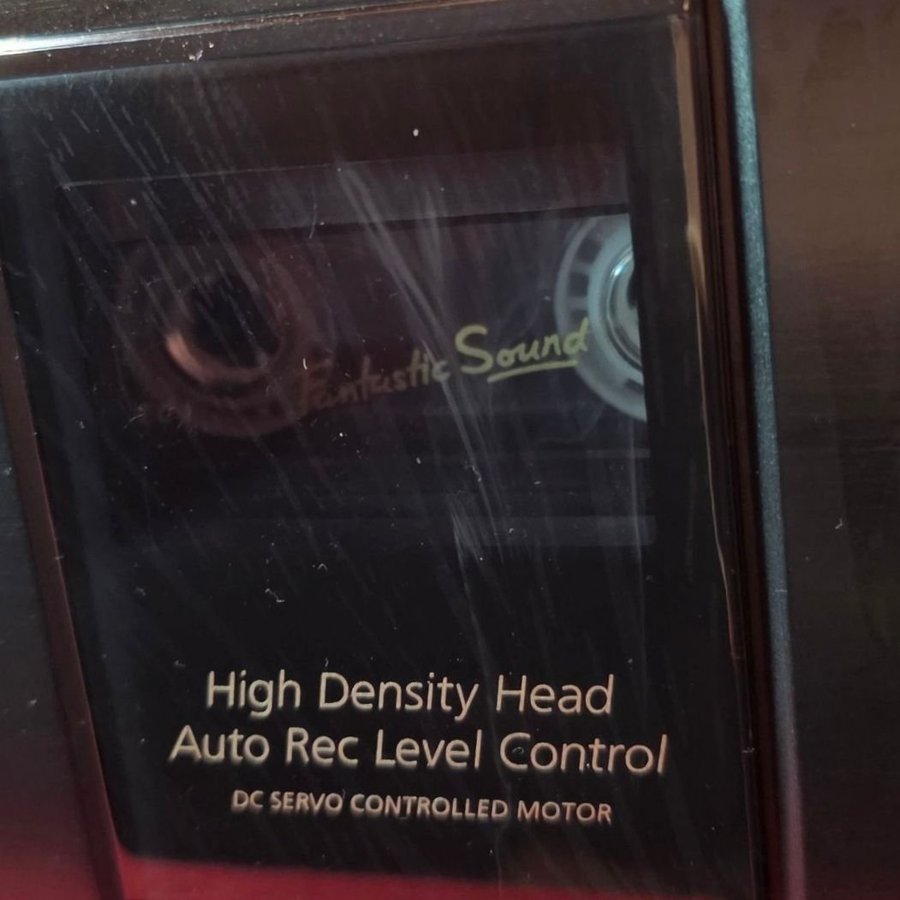 Fantastic Sound
High Density Head
Auto Rec Level Control
DC SERVO CONTROLLED MOTOR